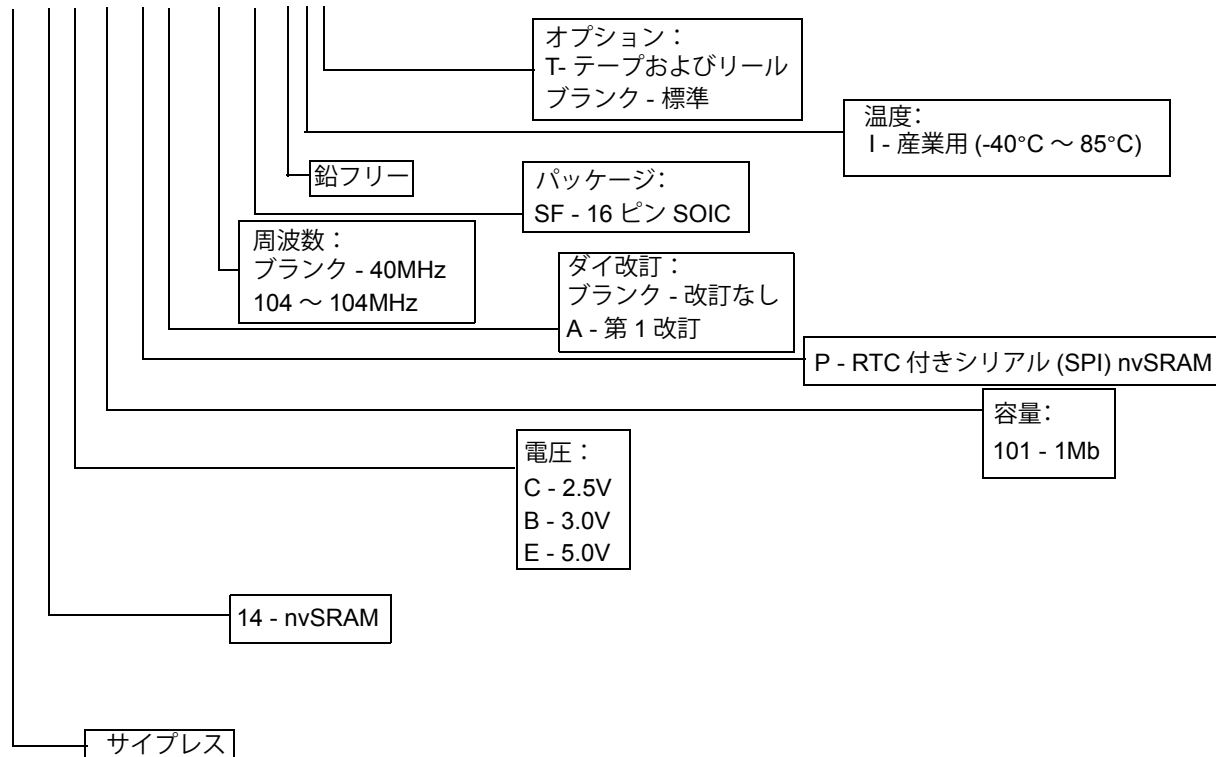 オプション：
T- テープおよびリール
ブランク - 標準
温度：
I - 産業用 (-40°C ～ 85°C)
鉛フリー
パッケージ：
SF - 16 ピン SOIC
周波数：
ブランク - 40MHz
104 ～ 104MHz
ダイ改訂：
ブランク - 改訂なし
A - 第 1 改訂
P - RTC 付きシリアル (SPI) nvSRAM
容量：
101 - 1Mb
電圧：
C - 2.5V
B - 3.0V
E - 5.0V
14 - nvSRAM
サイプレス